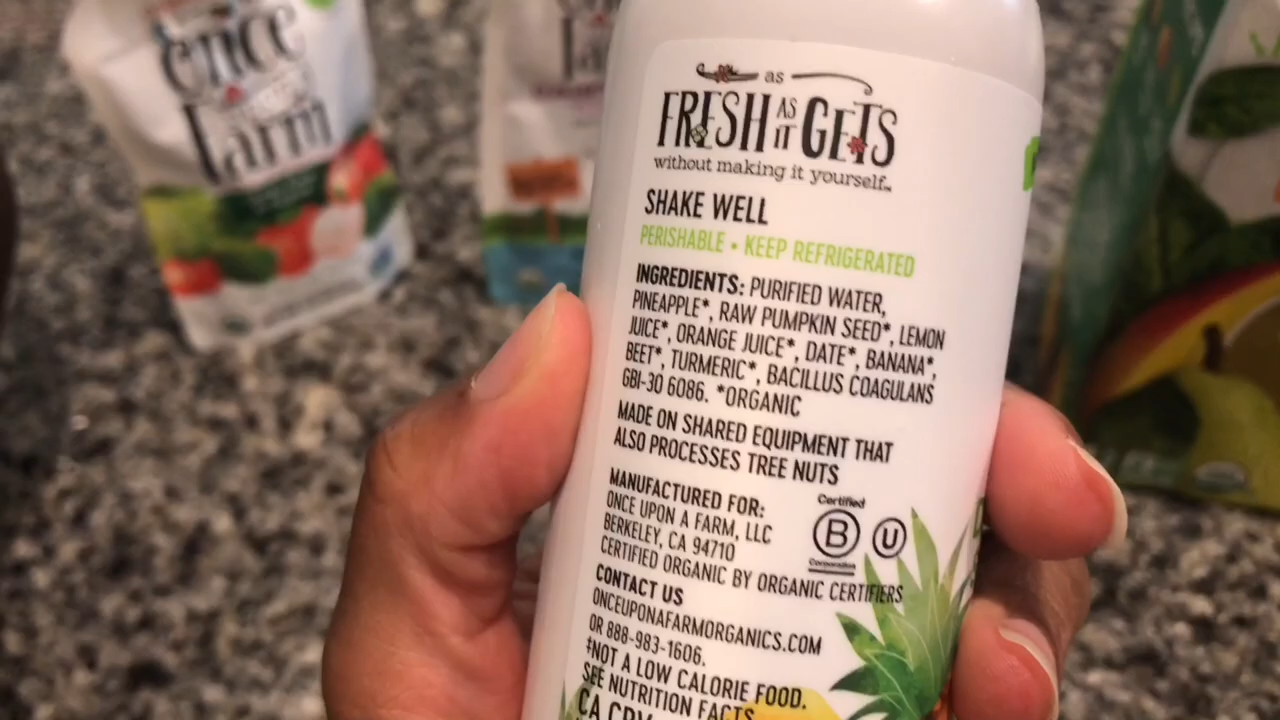 once
Farm
as
FRESH AS IT GETS
without making it yourself.™
SHAKE WELL
PERISHABLE • KEEP REFRIGERATED
INGREDIENTS: PURIFIED WATER,
PINEAPPLE*, RAW PUMPKIN SEED*, LEMON
JUICE*, ORANGE JUICE*, DATE*, BANANA*,
BEET*, TURMERIC*, BACILLUS COAGULANS
GBI-30 6086. *ORGANIC
MADE ON SHARED EQUIPMENT THAT
ALSO PROCESSES TREE NUTS
MANUFACTURED FOR:
ONCE UPON A FARM, LLC
BERKELEY, CA 94710
CERTIFIED ORGANIC BY ORGANIC CERTIFIERS
Certified
B
Corporation
U
CONTACT US
ONCEUPONAFARMORGANICS.COM
OR 888-983-1606.
‡NOT A LOW CALORIE FOOD.
SEE NUTRITION FACTS
CA CRV